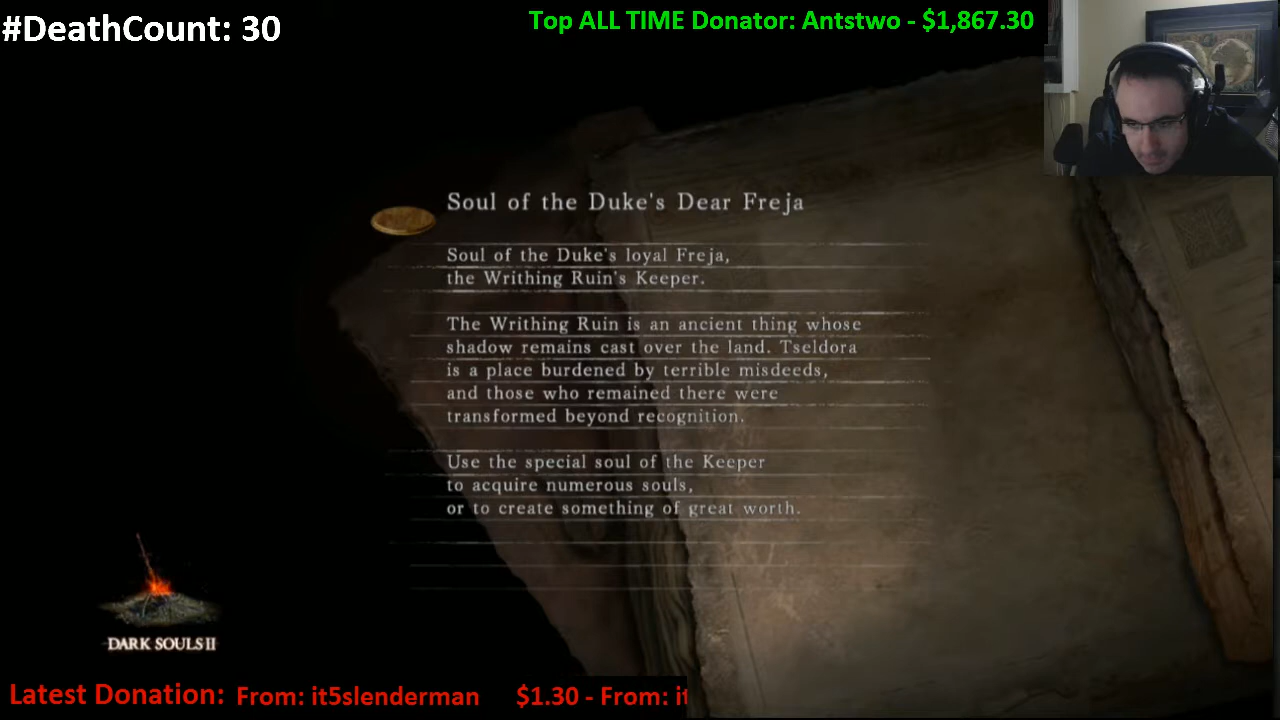 #DeathCount: 30
Top ALL TIME Donator: Antstwo - $1,867.30
Soul of the Duke's Dear Freja
Soul of the Duke's loyal Freja,
the Writhing Ruin's Keeper.
The Writhing Ruin is an ancient thing whose
shadow remains cast over the land. Tseldora
is a place burdened by terrible misdeeds,
and those who remained there were
transformed beyond recognition.
Use the special soul of the Keeper
to acquire numerous souls,
or to create something of great worth.
DARK SOULS II
Latest Donation: From: it5slenderman $1.30 - From: it